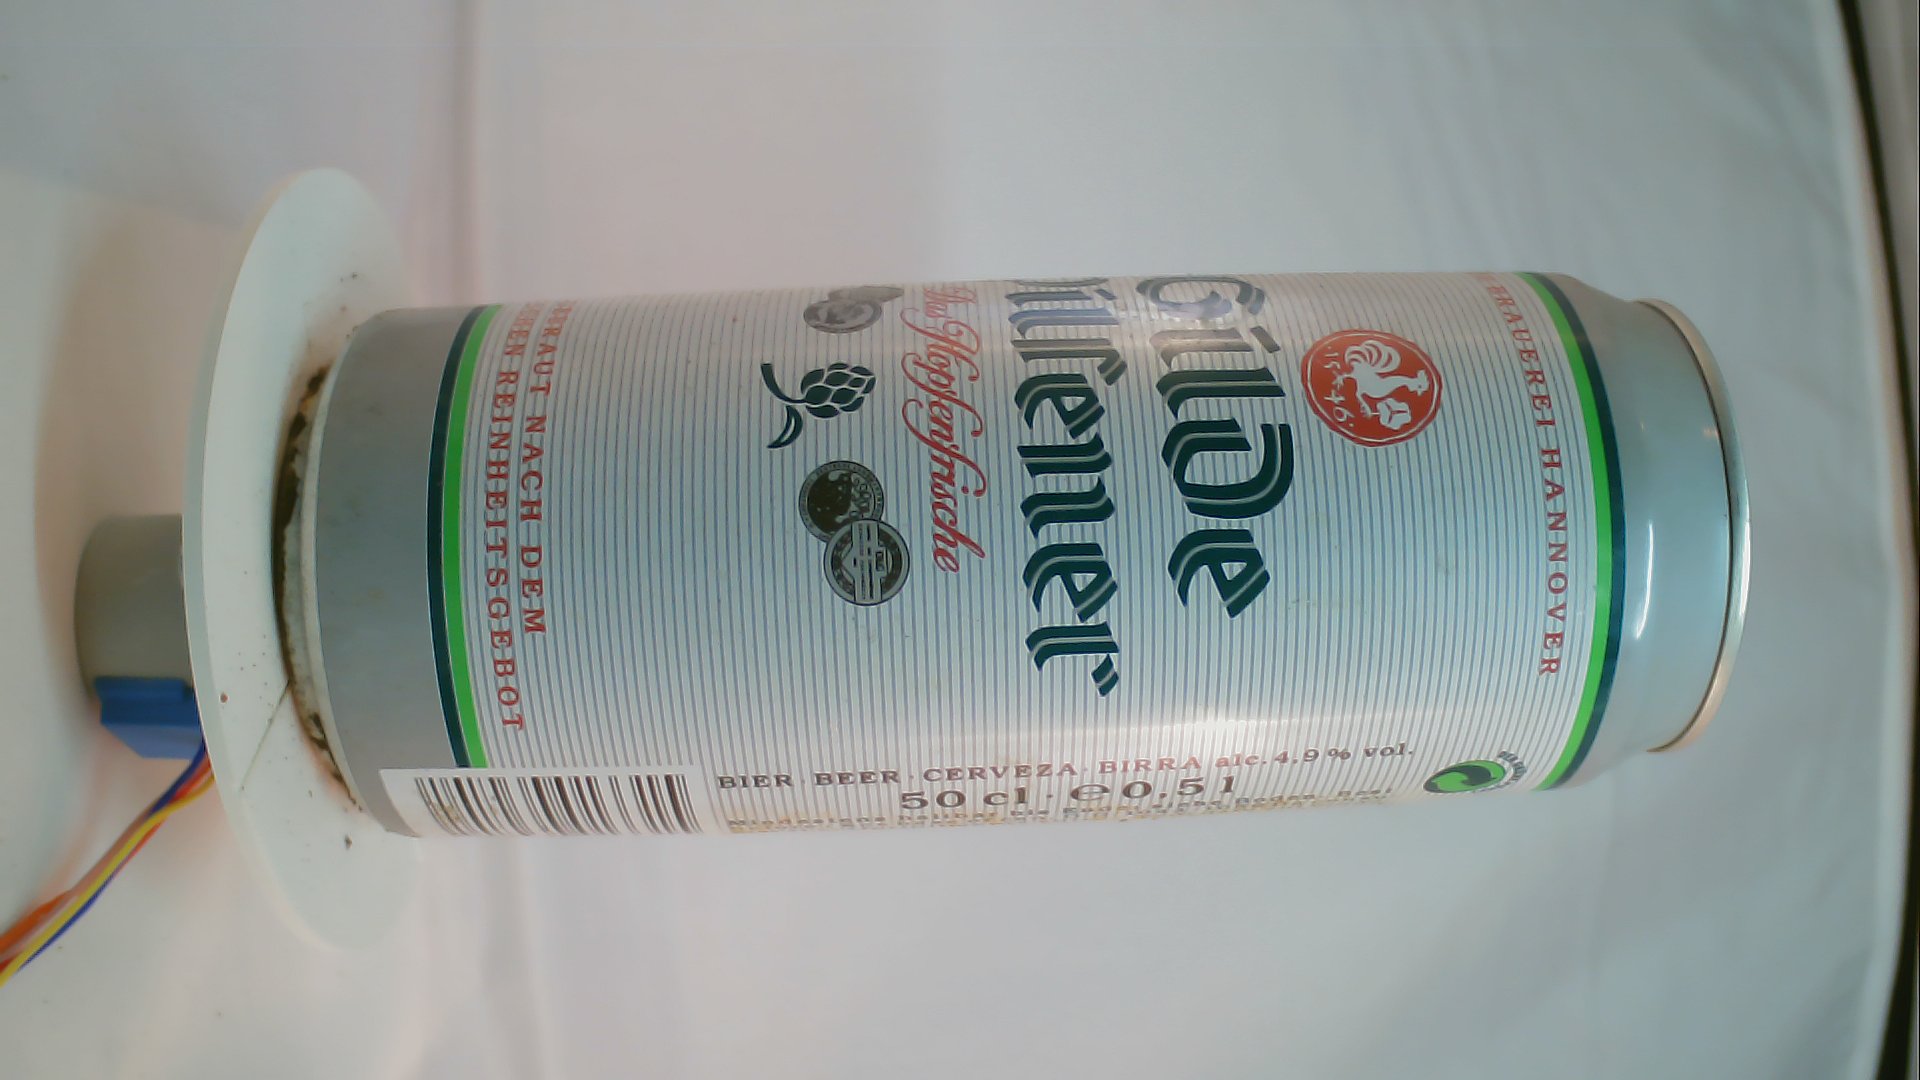 BRAUEREI HANNOVER
1546
Gilde
Pilsener
Das Hopfenfrische
GEBRAUT NACH DEM
REINHEITSGEBOT
BIER · BEER · CERVEZA · BIRRA alc. 4.9% vol.
50 cl · ℮ 0,5 l